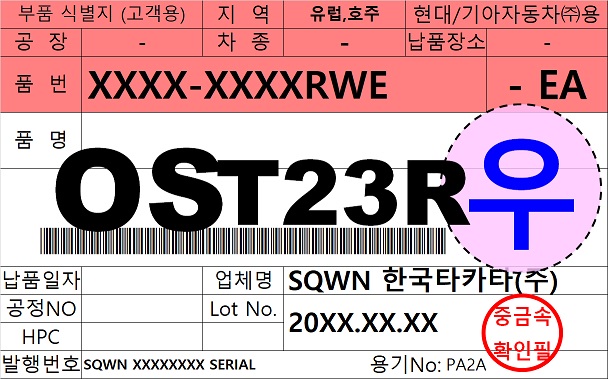 부품 식별지 (고객용) 지 역 유럽,호주 현대/기아자동차㈜용
공 장 - 차 종 - 납품장소 -
품 번 XXXX-XXXXRWE - EA
품 명
OST23R 우
납품일자 업체명 SQWN 한국타카타(주)
공정NO Lot No. 20XX.XX.XX
HPC
중금속
확인필
발행번호 SQWN XXXXXXXX SERIAL 용기No: PA2A